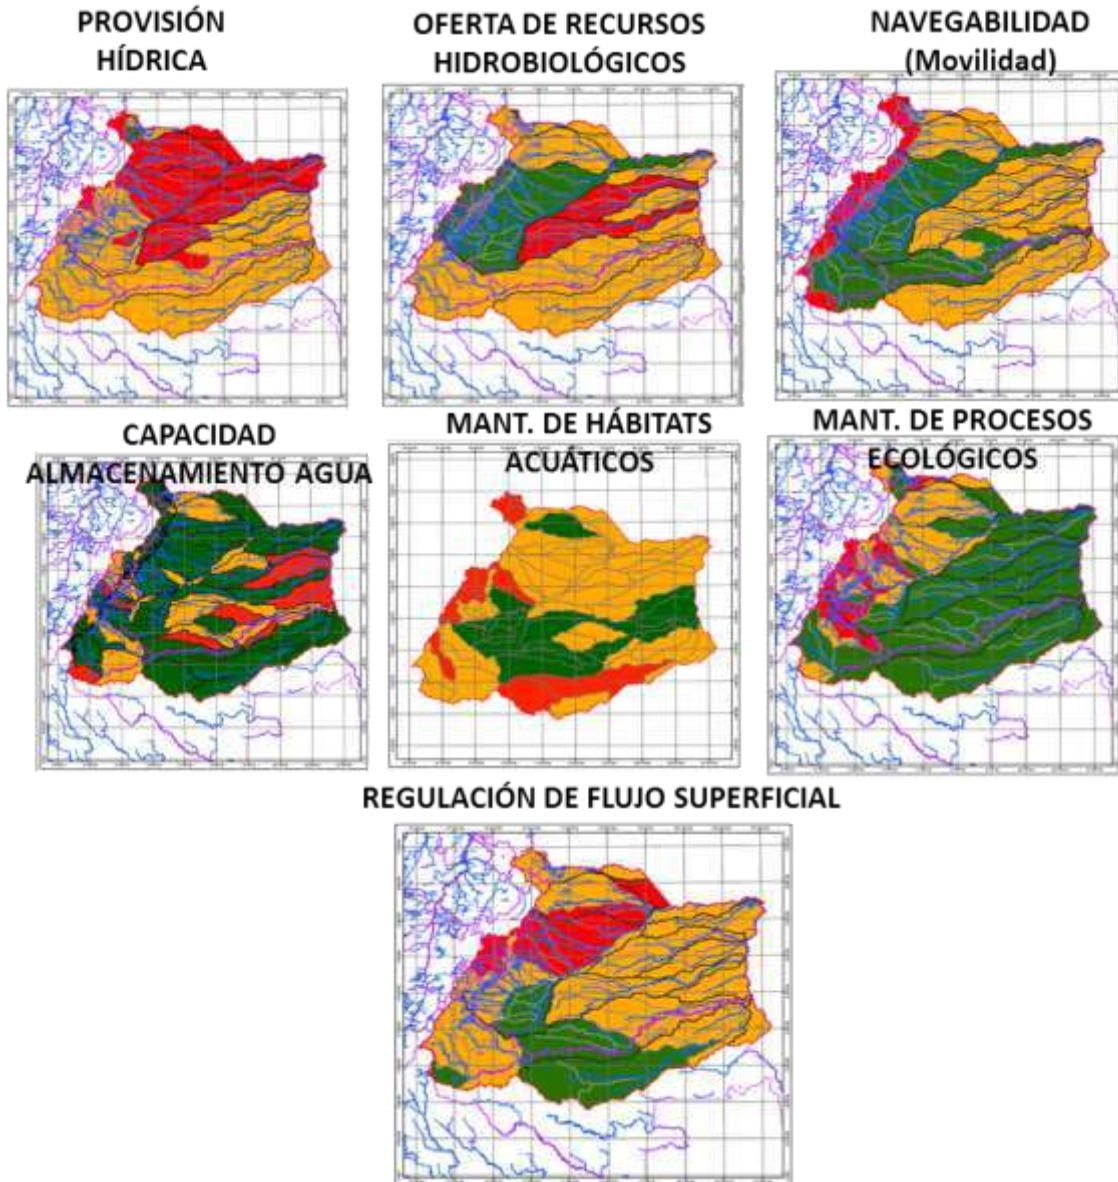 PROVISIÓN
HÍDRICA
OFERTA DE RECURSOS
HIDROBIOLÓGICOS
NAVEGABILIDAD
(Movilidad)
CAPACIDAD
ALMACENAMIENTO AGUA
MANT. DE HÁBITATS
ACUÁTICOS
MANT. DE PROCESOS
ECOLÓGICOS
REGULACIÓN DE FLUJO SUPERFICIAL